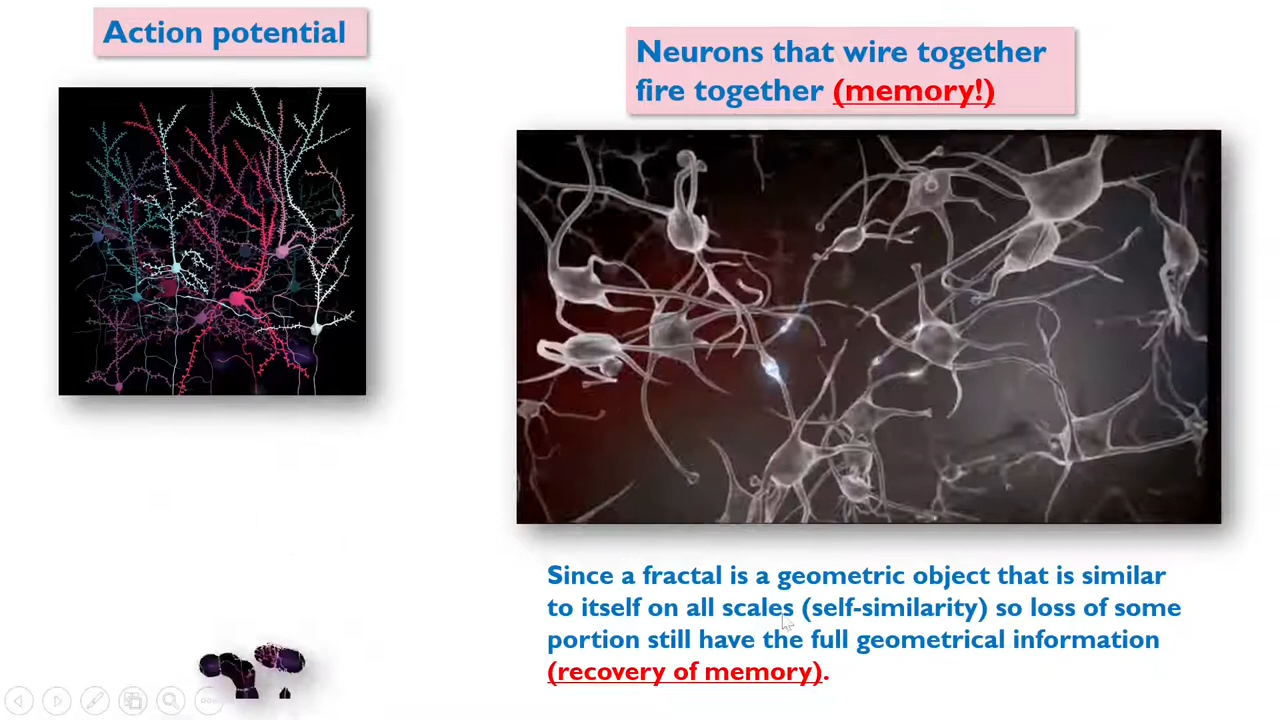 Action potential
Neurons that wire together
fire together (memory!)
Since a fractal is a geometric object that is similar
to itself on all scales (self-similarity) so loss of some
portion still have the full geometrical information
(recovery of memory).